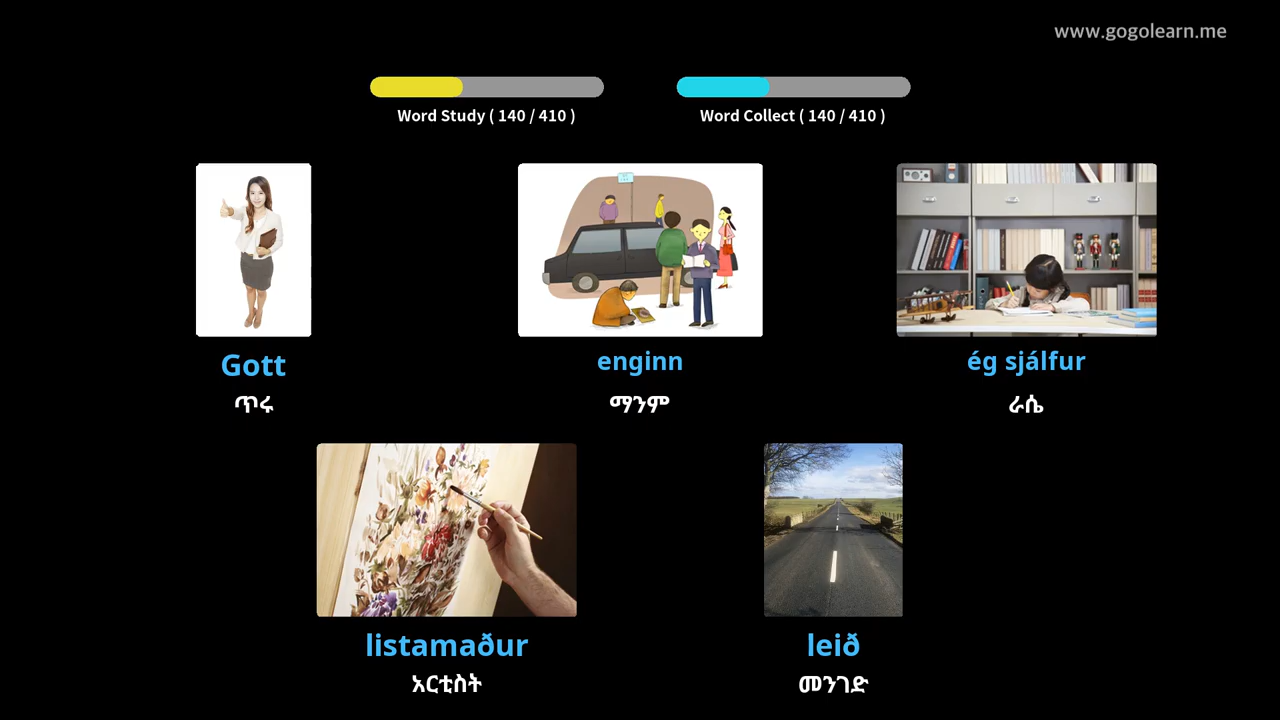 www.gogolearn.me
Word Study ( 140 / 410 )
Word Collect ( 140 / 410 )
Gott
ጥሩ
enginn
ማንም
ég sjálfur
ራሴ
listamaður
አርቲስት
leið
መንገድ